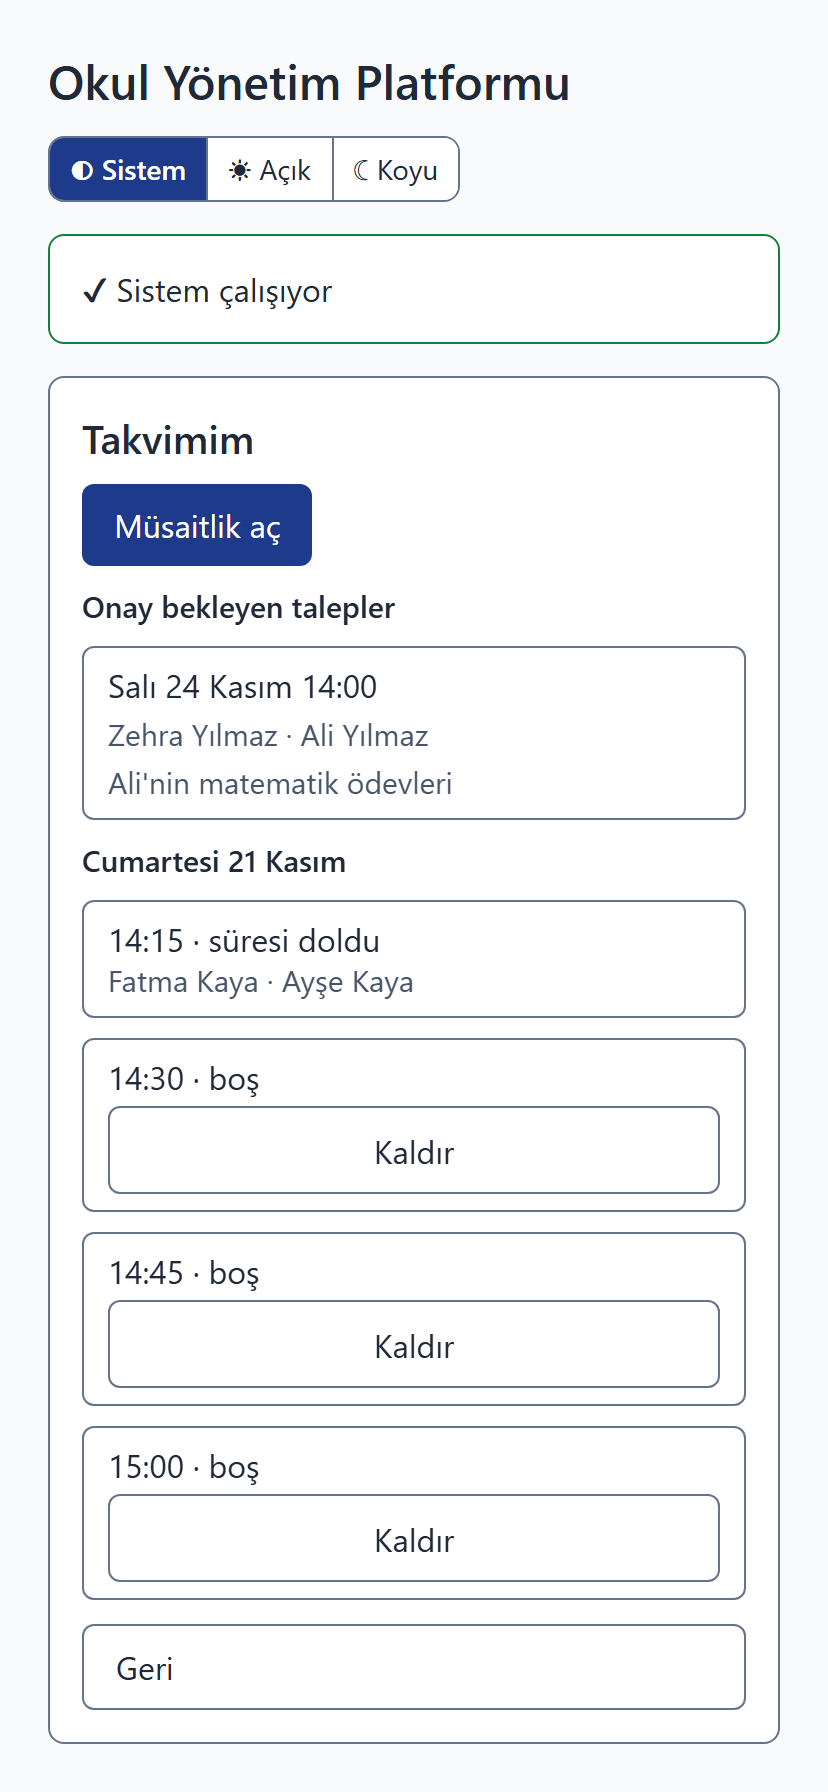 Okul Yönetim Platformu
◐ Sistem ☀ Açık ☾ Koyu
✓ Sistem çalışıyor
Takvimim
Müsaitlik aç
Onay bekleyen talepler
Salı 24 Kasım 14:00
Zehra Yılmaz · Ali Yılmaz
Ali'nin matematik ödevleri
Cumartesi 21 Kasım
14:15 · süresi doldu
Fatma Kaya · Ayşe Kaya
14:30 · boş
Kaldır
14:45 · boş
Kaldır
15:00 · boş
Kaldır
Geri